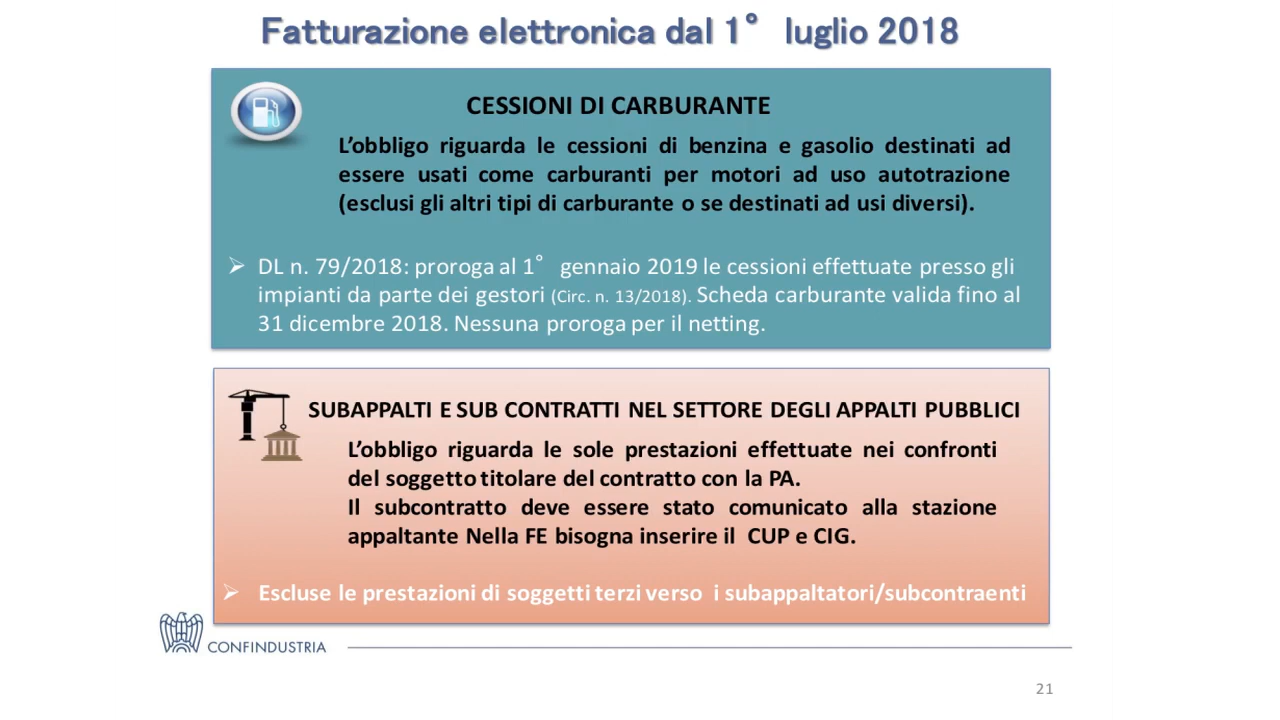 Fatturazione elettronica dal 1° luglio 2018
CESSIONI DI CARBURANTE
L’obbligo riguarda le cessioni di benzina e gasolio destinati ad
essere usati come carburanti per motori ad uso autotrazione
(esclusi gli altri tipi di carburante o se destinati ad usi diversi).
➢ DL n. 79/2018: proroga al 1° gennaio 2019 le cessioni effettuate presso gli
impianti da parte dei gestori (Circ. n. 13/2018). Scheda carburante valida fino al
31 dicembre 2018. Nessuna proroga per il netting.
SUBAPPALTI E SUB CONTRATTI NEL SETTORE DEGLI APPALTI PUBBLICI
L’obbligo riguarda le sole prestazioni effettuate nei confronti
del soggetto titolare del contratto con la PA.
Il subcontratto deve essere stato comunicato alla stazione
appaltante Nella FE bisogna inserire il CUP e CIG.
➢ Escluse le prestazioni di soggetti terzi verso i subappaltatori/subcontraenti
CONFINDUSTRIA
21